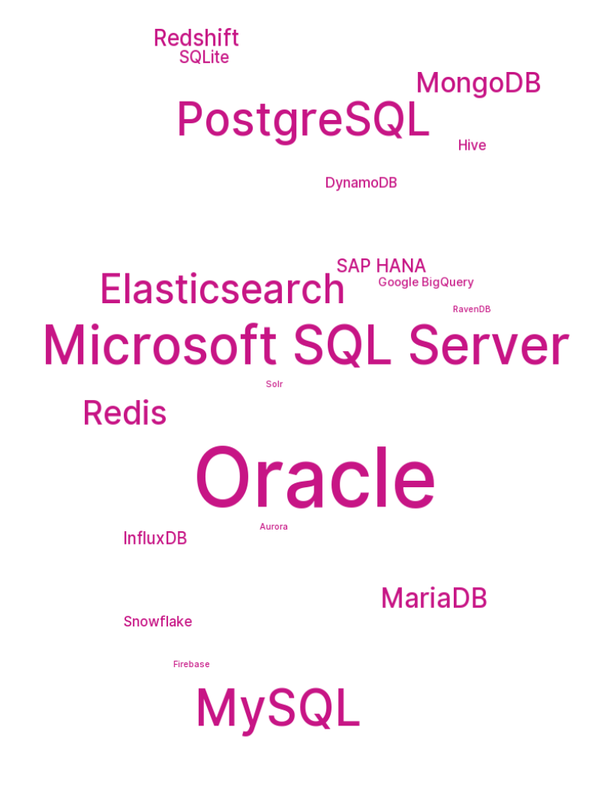 Redshift
SQLite
MongoDB
PostgreSQL
Hive
DynamoDB
SAP HANA
Google BigQuery
Elasticsearch
RavenDB
Microsoft SQL Server
Solr
Redis
Oracle
Aurora
InfluxDB
MariaDB
Snowflake
Firebase
MySQL